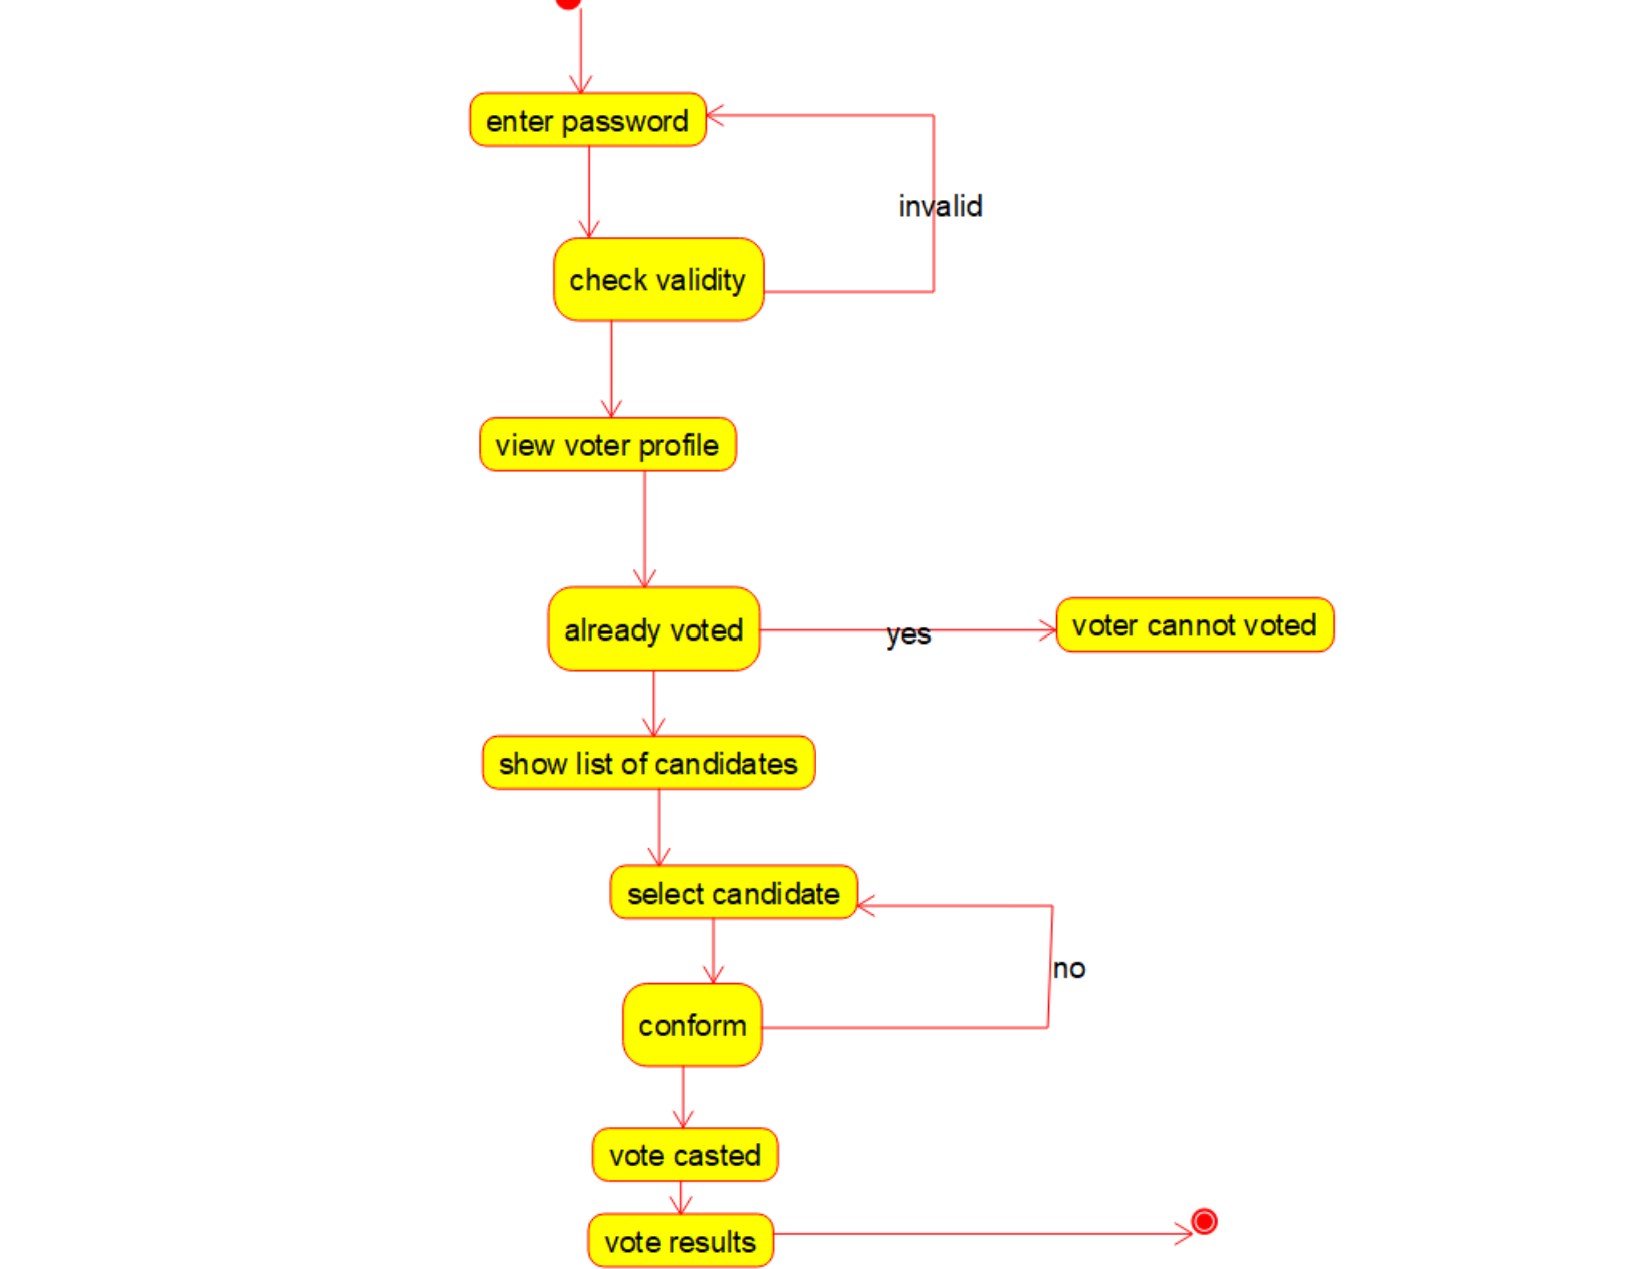 enter password
invalid
check validity
view voter profile
already voted
yes
voter cannot voted
show list of candidates
select candidate
no
conform
vote casted
vote results